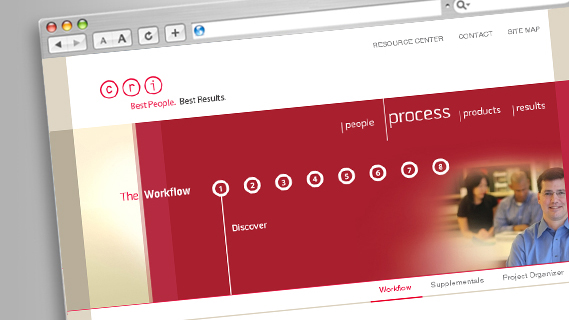 A A
RESOURCE CENTER CONTACT SITE MAP
cri
Best People. Best Results.
people process products results
The Workflow 1 2 3 4 5 6 7 8
Discover
Workflow Supplementals Project Organizer